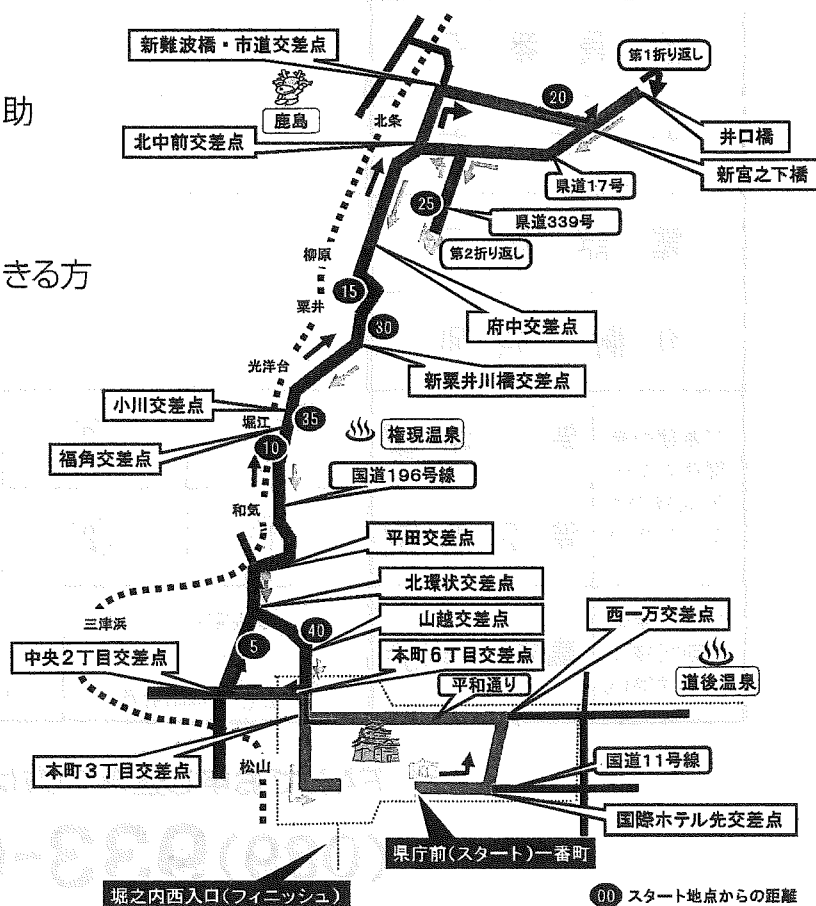 助
きる方
新難波橋・市道交差点
第1折り返し
鹿島
北条
20
井口橋
北中前交差点
新宮之下橋
県道17号
25
県道339号
柳原
第2折り返し
15
粟井
30
府中交差点
光洋台
新粟井川橋交差点
小川交差点
堀江
35
権現温泉
10
福角交差点
国道196号線
和気
平田交差点
北環状交差点
三津浜
40
山越交差点
西一万交差点
5
中央2丁目交差点
本町6丁目交差点
平和通り
道後温泉
本町3丁目交差点
松山
国道11号線
国際ホテル先交差点
県庁前(スタート)一番町
堀之内西入口(フィニッシュ)
00 スタート地点からの距離